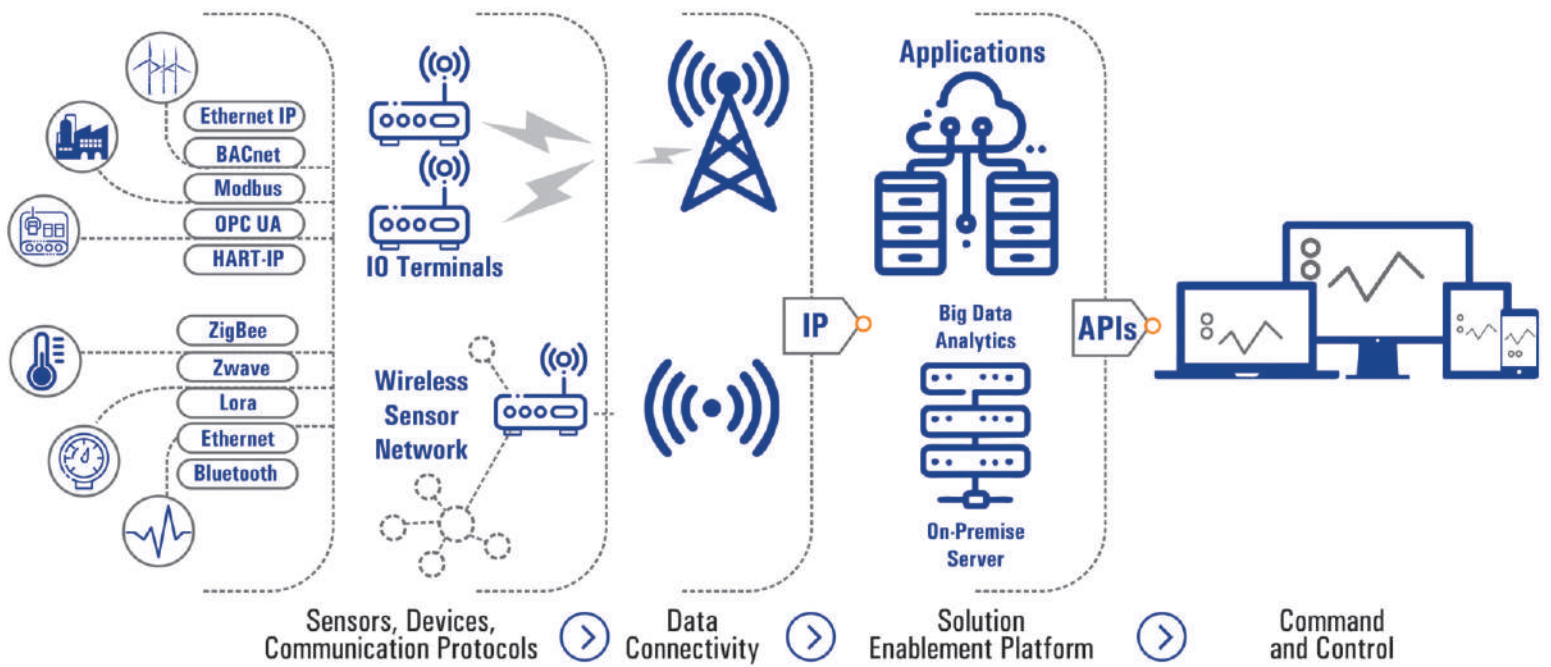 Ethernet IP
BACnet
Modbus
OPC UA
HART-IP
ZigBee
Zwave
Lora
Ethernet
Bluetooth
IO Terminals
Wireless
Sensor
Network
IP
Applications
Big Data
Analytics
On-Premise
Server
APIs
Sensors, Devices,
Communication Protocols
Data
Connectivity
Solution
Enablement Platform
Command
and Control